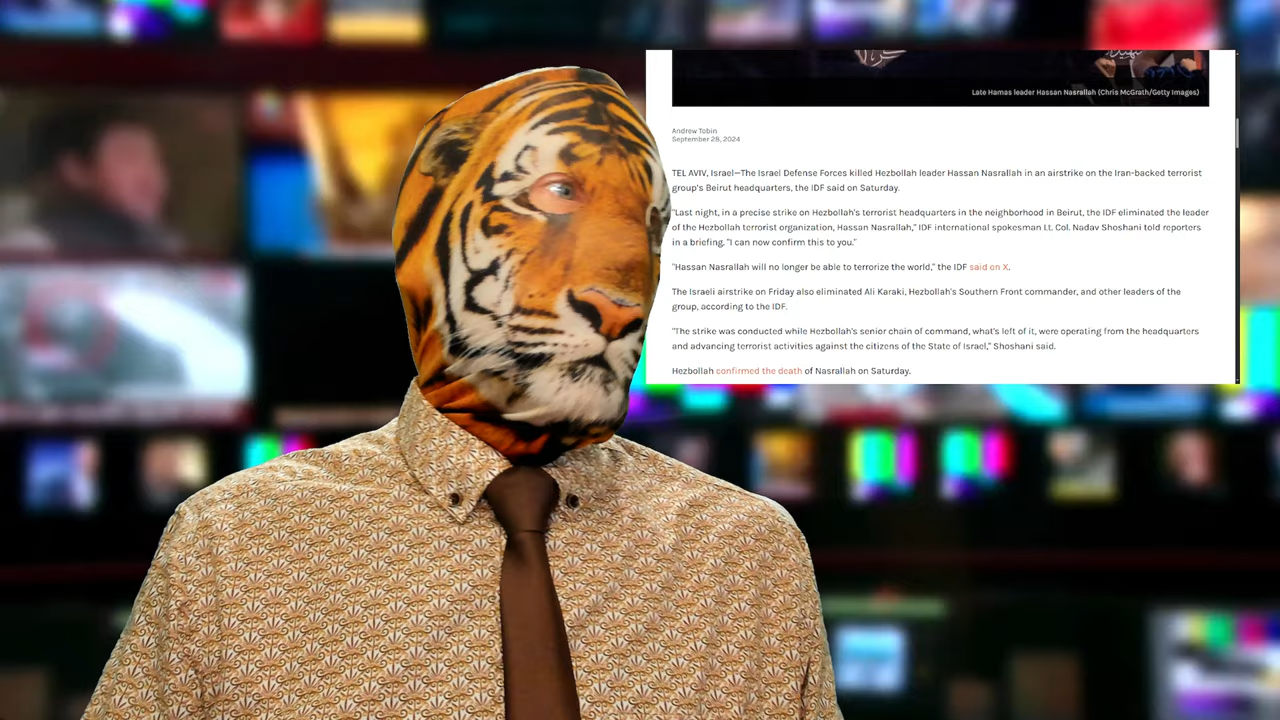 Late Hamas leader Hassan Nasrallah (Chris McGrath/Getty Images)
Andrew Tobin
September 28, 2024
TEL AVIV, Israel—The Israel Defense Forces killed Hezbollah leader Hassan Nasrallah in an airstrike on the Iran-backed terrorist
group's Beirut headquarters, the IDF said on Saturday.
"Last night, in a precise strike on Hezbollah's terrorist headquarters in the neighborhood in Beirut, the IDF eliminated the leader
of the Hezbollah terrorist organization, Hassan Nasrallah," IDF international spokesman Lt. Col. Nadav Shoshani told reporters
in a briefing. "I can now confirm this to you."
"Hassan Nasrallah will no longer be able to terrorize the world," the IDF said on X.
The Israeli airstrike on Friday also eliminated Ali Karaki, Hezbollah's Southern Front commander, and other leaders of the
group, according to the IDF.
"The strike was conducted while Hezbollah's senior chain of command, what's left of it, were operating from the headquarters
and advancing terrorist activities against the citizens of the State of Israel," Shoshani said.
Hezbollah confirmed the death of Nasrallah on Saturday.